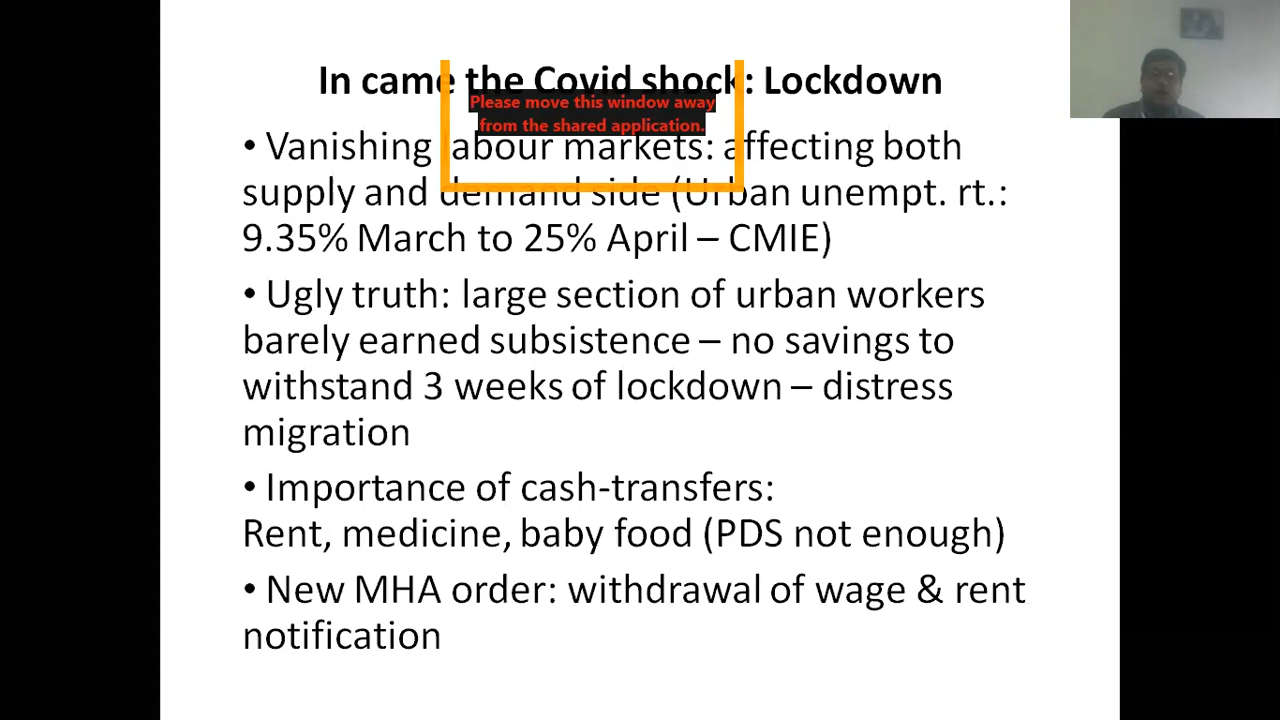 In came the Covid shock: Lockdown
Please move this window away
from the shared application.
• Vanishing labour markets: affecting both
supply and demand side (Urban unempt. rt.:
9.35% March to 25% April – CMIE)
• Ugly truth: large section of urban workers
barely earned subsistence – no savings to
withstand 3 weeks of lockdown – distress
migration
• Importance of cash-transfers:
Rent, medicine, baby food (PDS not enough)
• New MHA order: withdrawal of wage & rent
notification